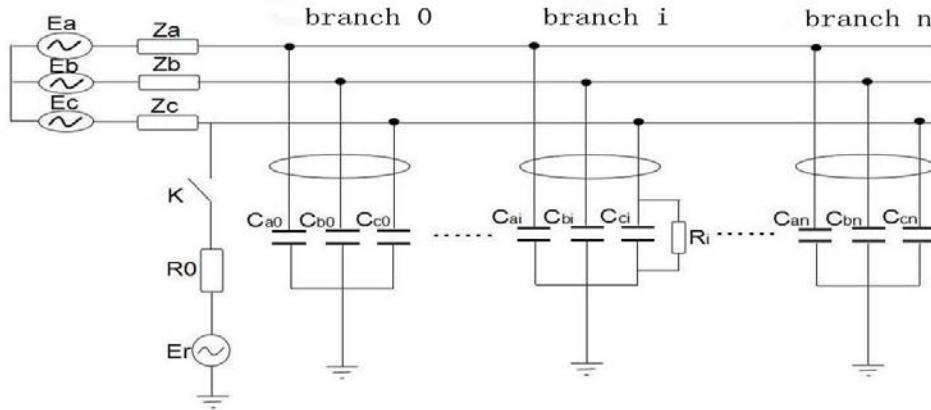 branch 0 branch i branch n
Ea Za
Eb Zb
Ec Zc
K
Ca0 Cb0 Cc0
Cai Cbi Cci
Ri
Can Cbn Ccn
R0
Er